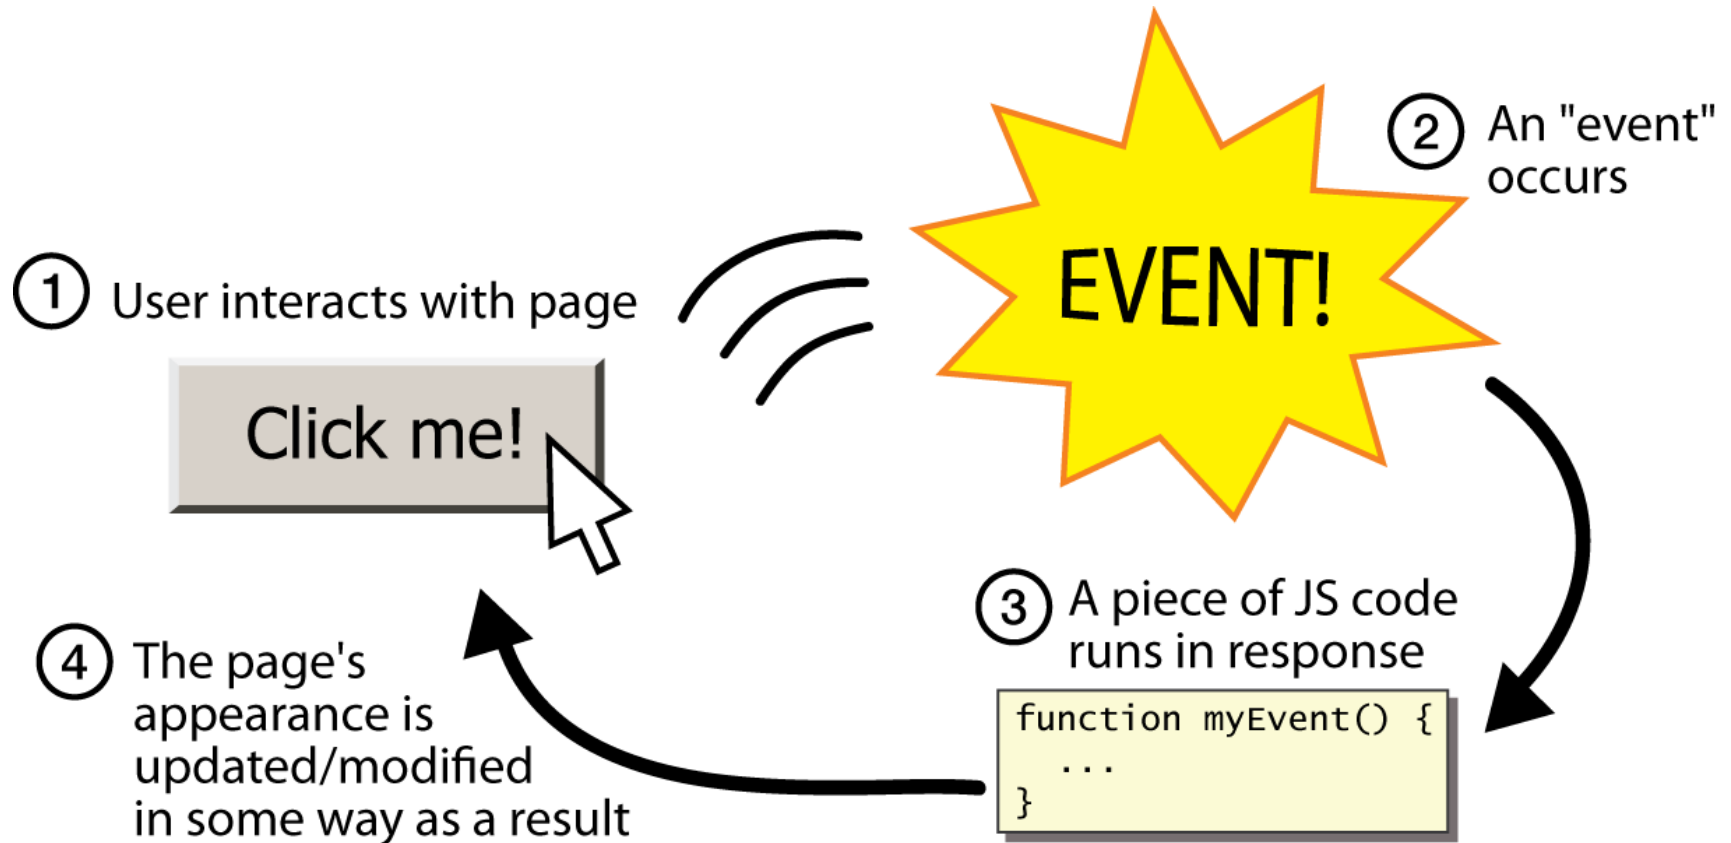 1 User interacts with page
Click me!
EVENT!
2 An "event"
occurs
3 A piece of JS code
runs in response
function myEvent() {
...
}
4 The page's
appearance is
updated/modified
in some way as a result